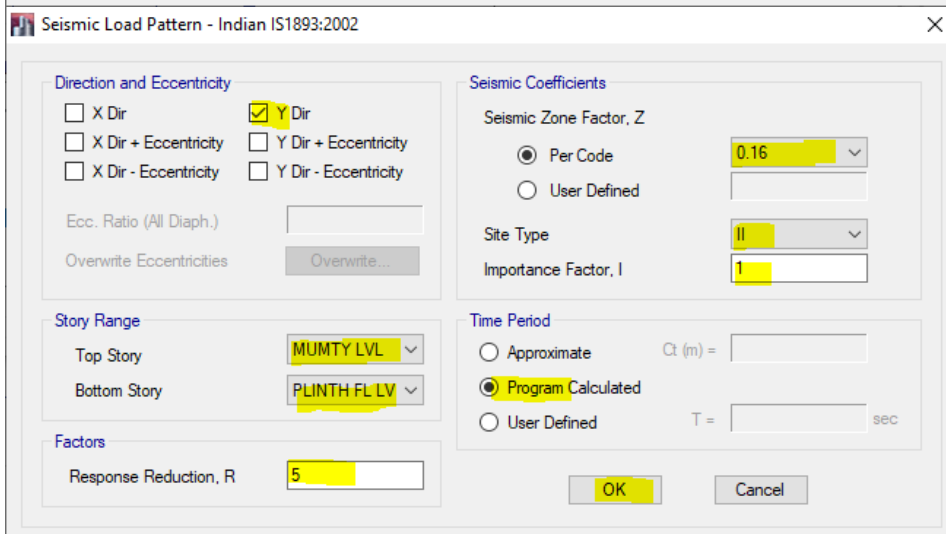 Seismic Load Pattern - Indian IS1893:2002
Direction and Eccentricity
X Dir
Y Dir
X Dir + Eccentricity
Y Dir + Eccentricity
X Dir - Eccentricity
Y Dir - Eccentricity
Ecc. Ratio (All Diaph.)
Overwrite Eccentricities
Overwrite...
Story Range
Top Story
MUMTY LVL
Bottom Story
PLINTH FL LV
Factors
Response Reduction, R
5
Seismic Coefficients
Seismic Zone Factor, Z
Per Code
0.16
User Defined
Site Type
II
Importance Factor, I
1
Time Period
Approximate
Ct (m) =
Program Calculated
User Defined
T =
sec
OK
Cancel